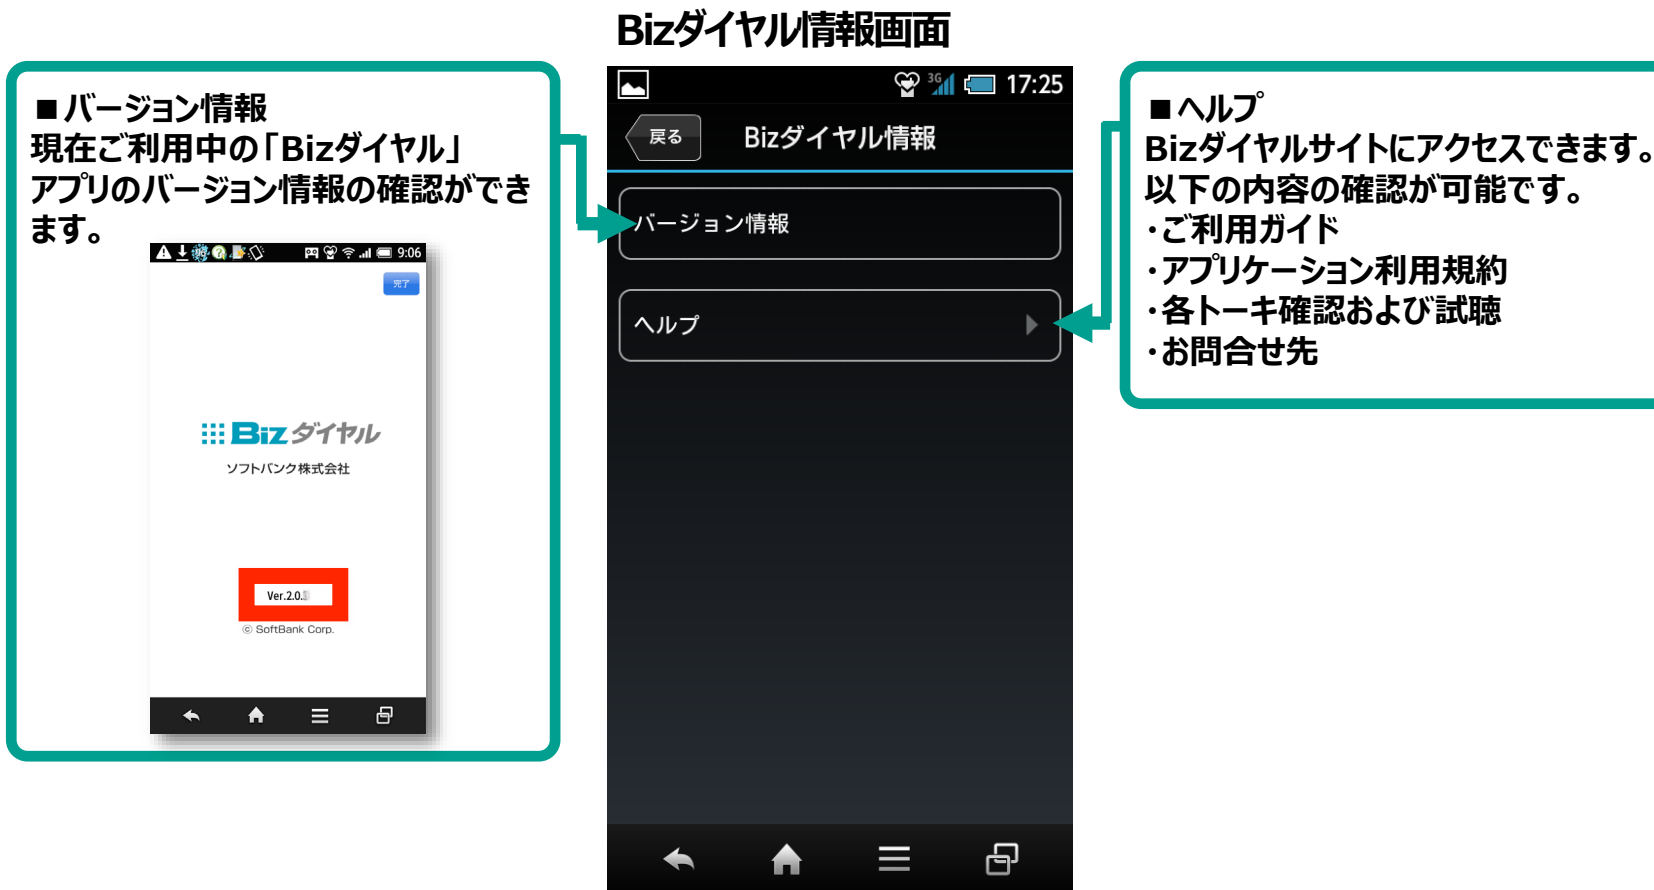 Bizダイヤル情報画面
■バージョン情報
現在ご利用中の「Bizダイヤル」
アプリのバージョン情報の確認ができ
ます。
9:06
完了
Biz ダイヤル
ソフトバンク株式会社
Ver.2.0.
© SoftBank Corp.
3G 17:25
戻る Bizダイヤル情報
バージョン情報
ヘルプ
■ヘルプ
Bizダイヤルサイトにアクセスできます。
以下の内容の確認が可能です。
・ご利用ガイド
・アプリケーション利用規約
・各トーキ確認および試聴
・お問合せ先